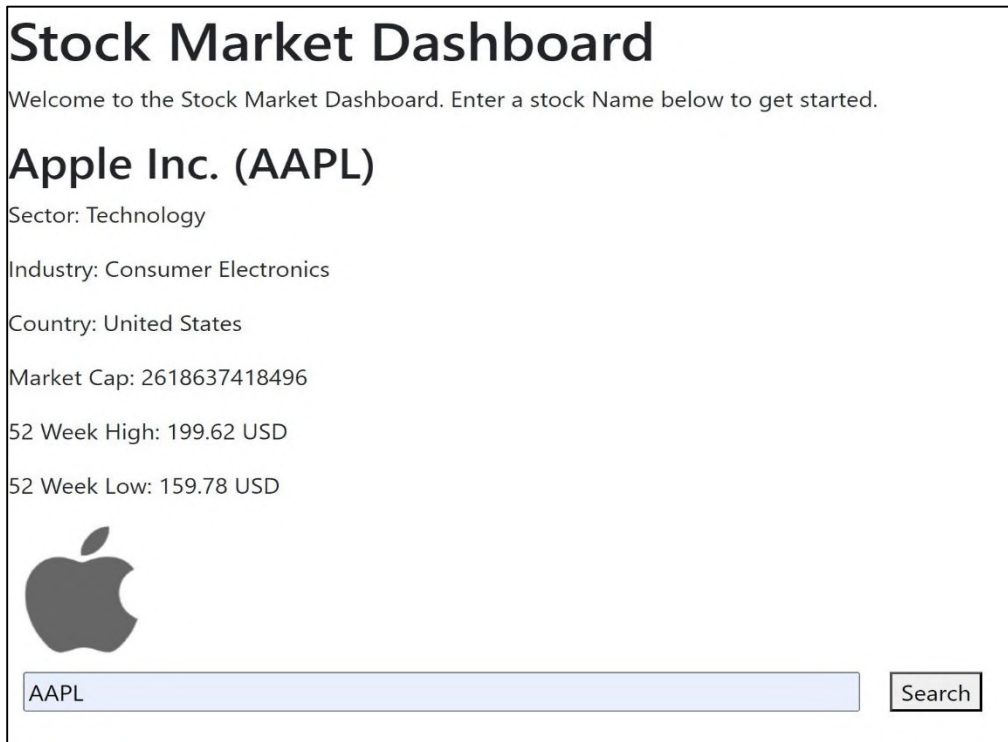 Stock Market Dashboard
Welcome to the Stock Market Dashboard. Enter a stock Name below to get started.
Apple Inc. (AAPL)
Sector: Technology
Industry: Consumer Electronics
Country: United States
Market Cap: 2618637418496
52 Week High: 199.62 USD
52 Week Low: 159.78 USD
AAPL
Search